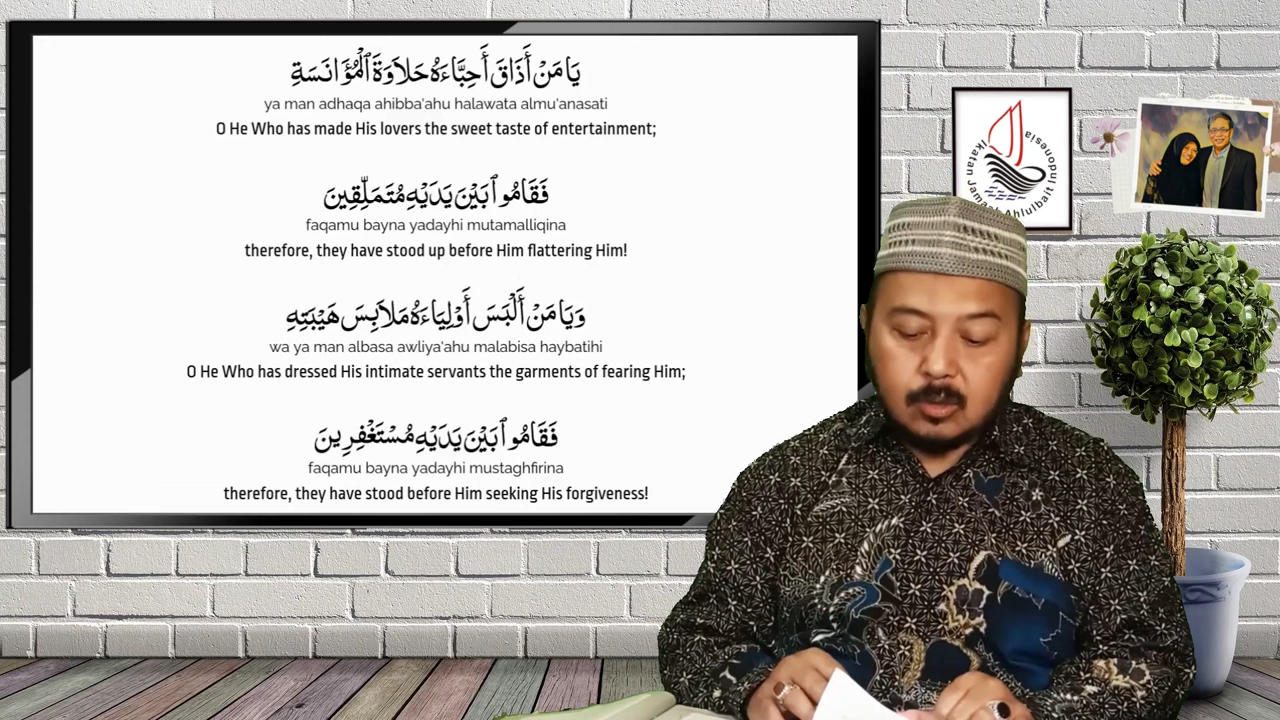 يَا مَنْ أَذَاقَ أَحِبَّاءَهُ حَلاَوَةَ ٱلْمُؤَانَسَةِ
ya man adhaqa ahibba'ahu halawata almu'anasati
O He Who has made His lovers the sweet taste of entertainment;
فَقَامُوٱ بَيْنَ يَدَيْهِ مُتَمَلِّقِينَ
faqamu bayna yadayhi mutamalliqina
therefore, they have stood up before Him flattering Him!
وَيَا مَنْ أَلْبَسَ أَوْلِيَاءَهُ مَلاَبِسَ هَيْبَتِهِ
wa ya man albasa awliya'ahu malabisa haybatihi
O He Who has dressed His intimate servants the garments of fearing Him;
فَقَامُوٱ بَيْنَ يَدَيْهِ مُسْتَغْفِرِينَ
faqamu bayna yadayhi mustaghfirina
therefore, they have stood before Him seeking His forgiveness!
Ikatan Jamaah Ahlulbait Indonesia